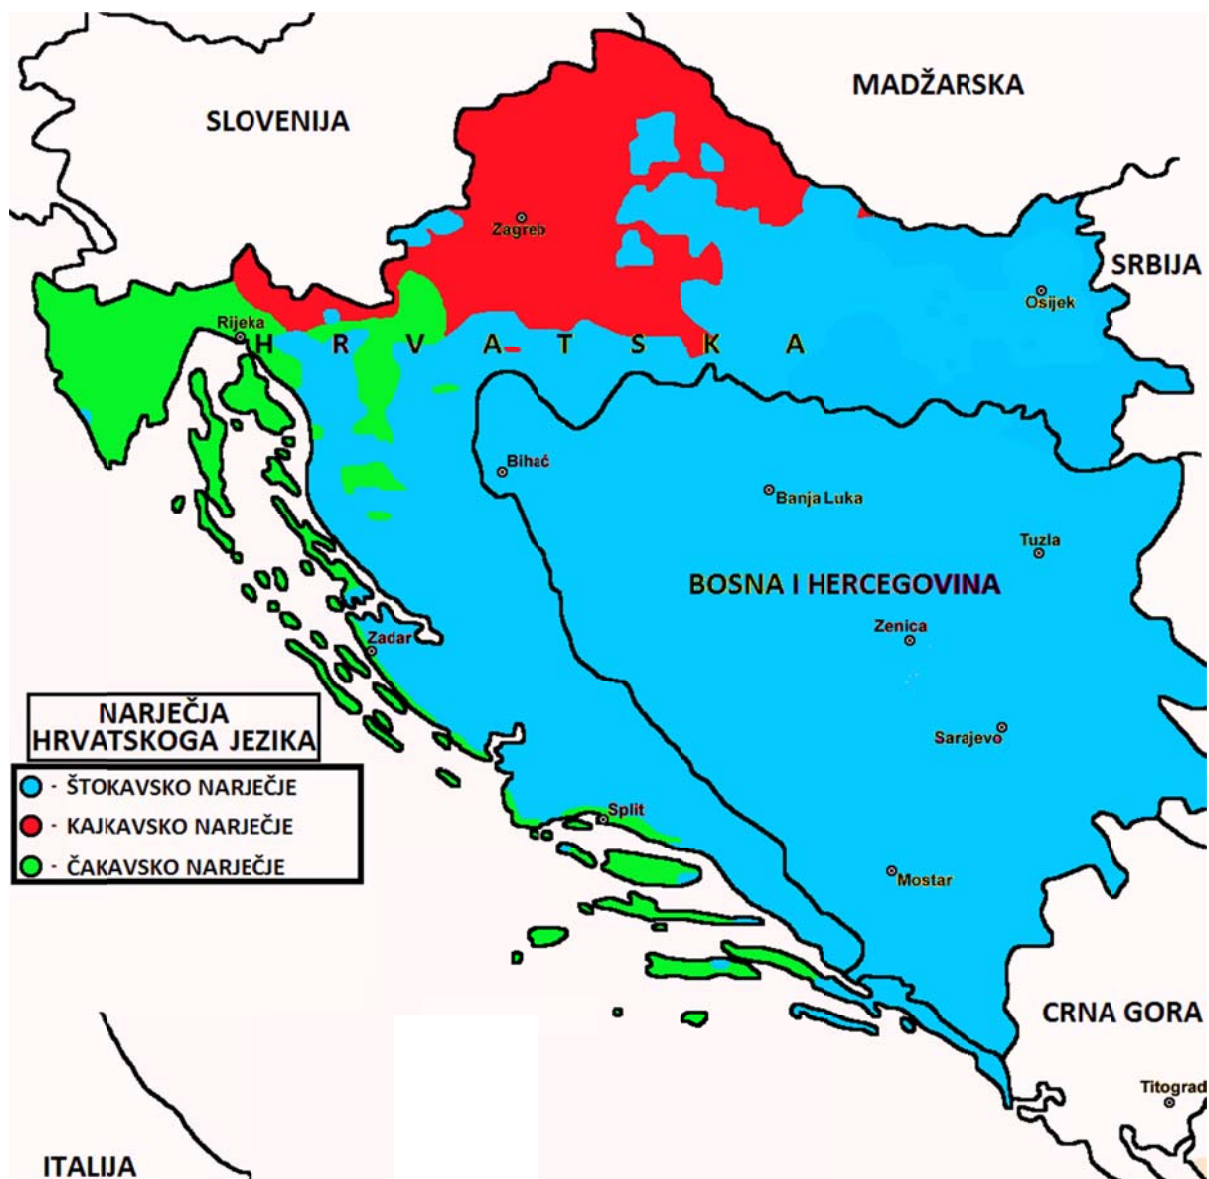 MADŽARSKA
SLOVENIJA
Zagreb
SRBIJA
Osijek
Rijeka
H R V A T S K A
Bihać
Banja Luka
Tuzla
BOSNA I HERCEGOVINA
Zenica
Zadar
NARJEČJA
HRVATSKOGA JEZIKA
Sarajevo
- ŠTOKAVSKO NARJEČJE
- KAJKAVSKO NARJEČJE
- ČAKAVSKO NARJEČJE
Split
Mostar
CRNA GORA
Titograd
ITALIJA